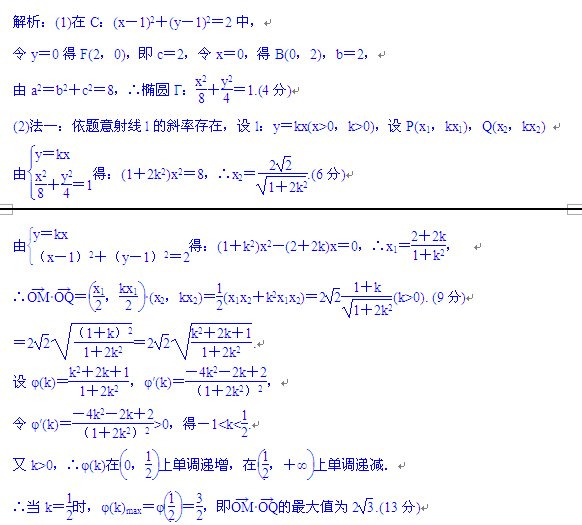 解析：(1)在 C：(x－1)²＋(y－1)²＝2 中，↵
令 y＝0 得 F(2，0)，即 c＝2，令 x＝0，得 B(0，2)，b＝2，↵
由 a²＝b²＋c²＝8，∴椭圆 Γ：x²/8＋y²/4＝1.(4 分)↵
(2)法一：依题意射线 l 的斜率存在，设 l：y＝kx(x>0，k>0)，设 P(x₁，kx₁)，Q(x₂，kx₂) ↵
由{y＝kx，x²/8＋y²/4＝1 得：(1＋2k²)x²＝8，∴x₂＝2√2/√(1＋2k²).(6 分)↵
由{y＝kx，（x－1）²＋（y－1）²＝2 得：(1＋k²)x²－(2＋2k)x＝0，∴x₁＝(2＋2k)/(1＋k²)，↵
∴OM→·OQ→＝(x₁/2，kx₁/2)·(x₂，kx₂)＝1/2(x₁x₂＋k²x₁x₂)＝2√2 (1＋k)/√(1＋2k²)(k>0). (9 分)↵
＝2√2√(（1＋k）²/(1＋2k²))＝2√2√((k²＋2k＋1)/(1＋2k²)).↵
设 φ(k)＝(k²＋2k＋1)/(1＋2k²)，φ′(k)＝(－4k²－2k＋2)/（1＋2k²）²，↵
令 φ′(k)＝(－4k²－2k＋2)/（1＋2k²）²>0，得－1<k<1/2.↵
又 k>0，∴φ(k)在(0，1/2)上单调递增，在(1/2，＋∞)上单调递减．↵
∴当 k＝1/2时，φ(k)max＝φ(1/2)＝3/2，即OM→·OQ→的最大值为 2√3.(13 分)↵